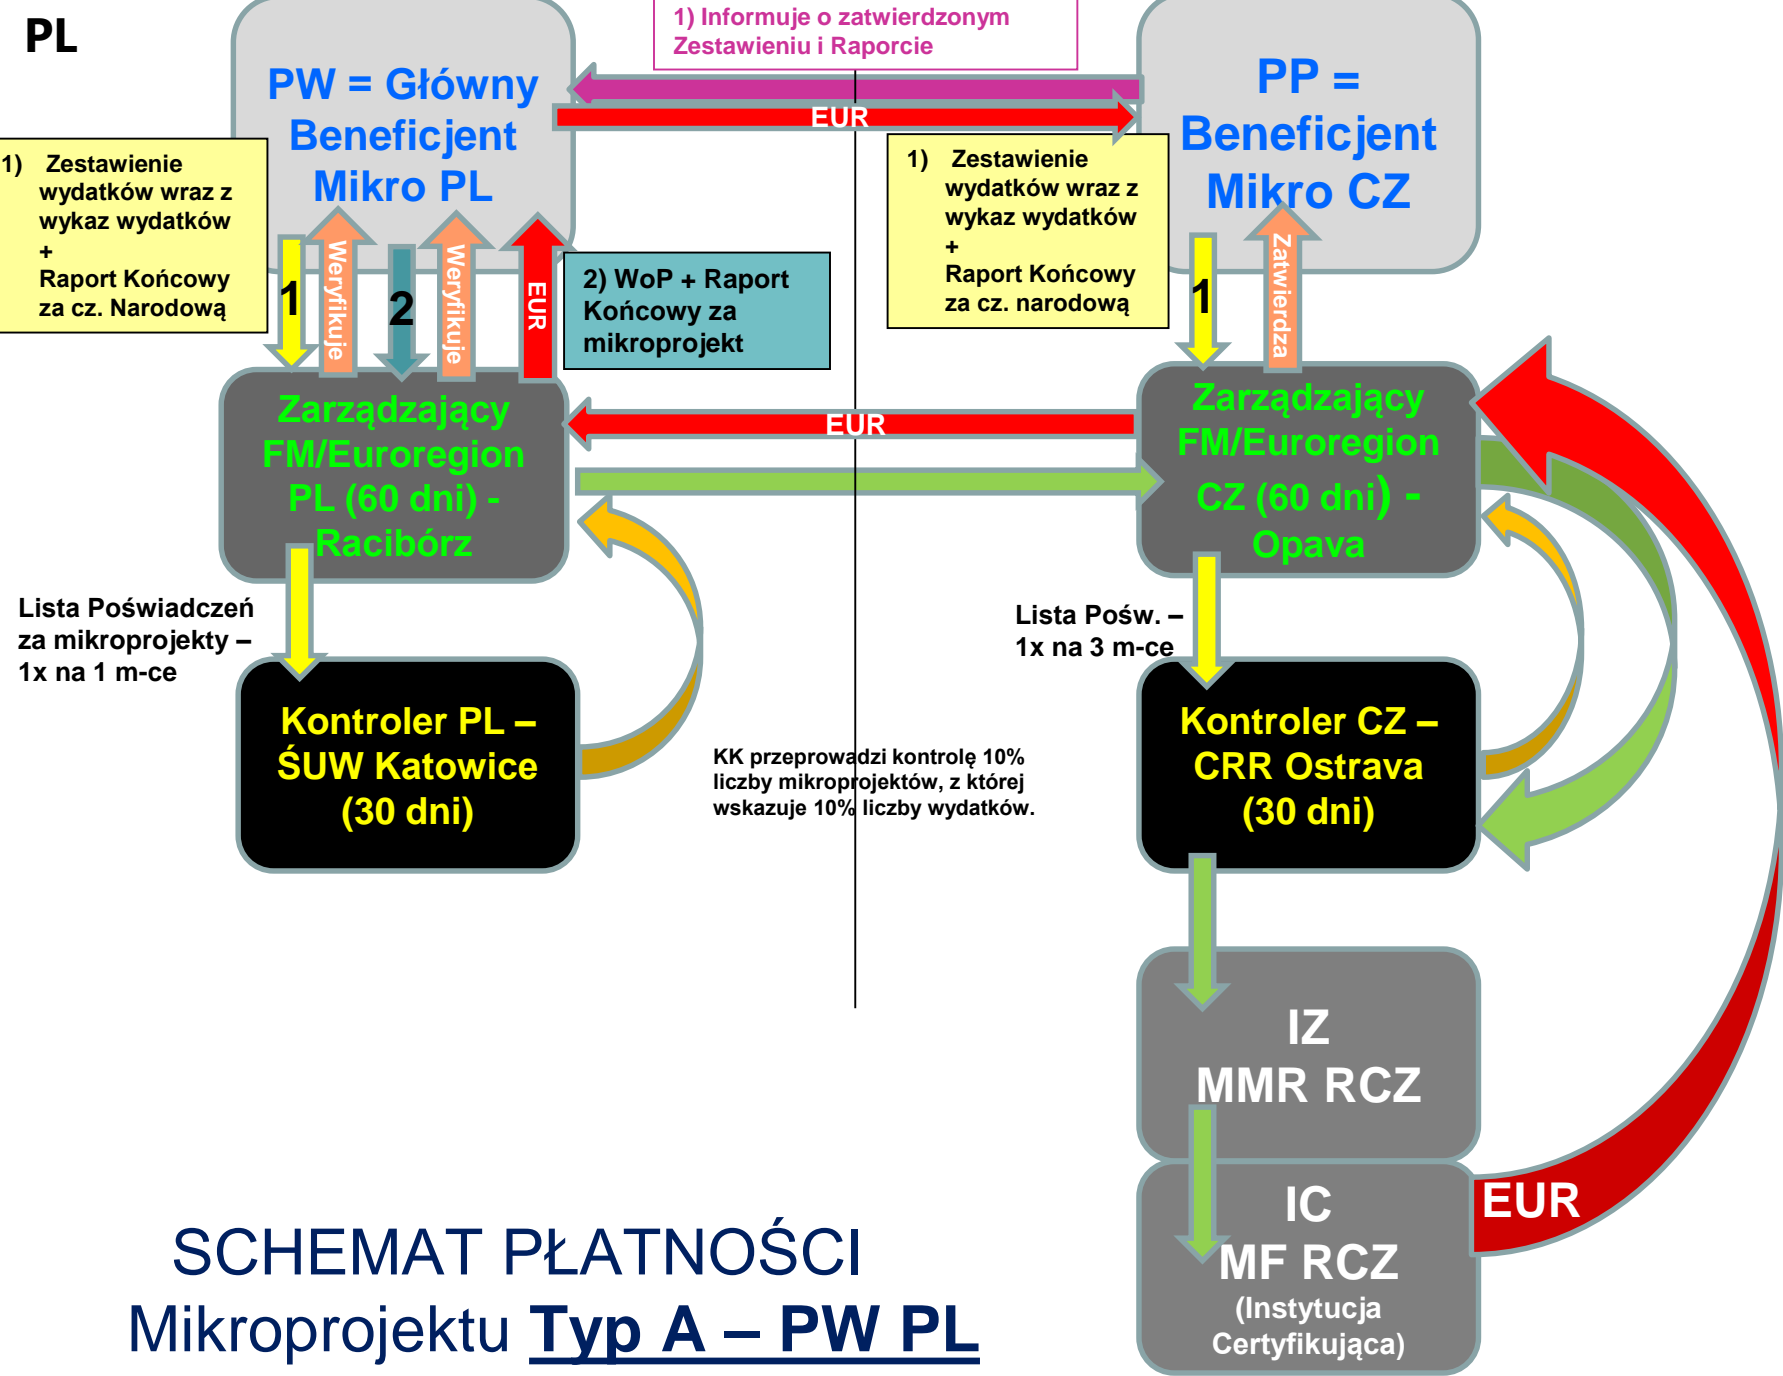 PL
1) Informuje o zatwierdzonym
Zestawieniu i Raporcie
PW = Główny
Beneficjent
Mikro PL
PP =
Beneficjent
Mikro CZ
EUR
1) Zestawienie
wydatków wraz z
wykaz wydatków
+
Raport Końcowy
za cz. Narodową
1
Weryfikuje
2
Weryfikuje
EUR
2) WoP + Raport
Końcowy za
mikroprojekt
1) Zestawienie
wydatków wraz z
wykaz wydatków
+
Raport Końcowy
za cz. narodową
1
Zatwierdza
Zarządzający
FM/Euroregion
PL (60 dni) -
Racibórz
EUR
Zarządzający
FM/Euroregion
CZ (60 dni) -
Opava
Lista Poświadczeń
za mikroprojekty –
1x na 1 m-ce
Lista Pośw. –
1x na 3 m-ce
Kontroler PL –
ŚUW Katowice
(30 dni)
KK przeprowadzi kontrolę 10%
liczby mikroprojektów, z której
wskazuje 10% liczby wydatków.
Kontroler CZ –
CRR Ostrava
(30 dni)
IZ
MMR RCZ
IC
MF RCZ
(Instytucja
Certyfikująca)
EUR
SCHEMAT PŁATNOŚCI
Mikroprojektu Typ A – PW PL